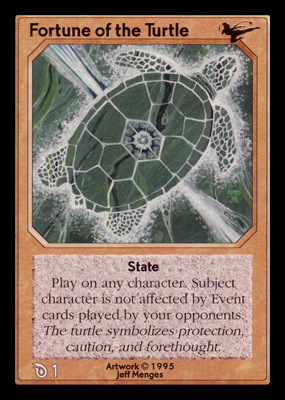 Fortune of the Turtle
State
Play on any character. Subject
character is not affected by Event
cards played by your opponents.
The turtle symbolizes protection,
caution, and forethought.
1
Artwork © 1995
Jeff Menges